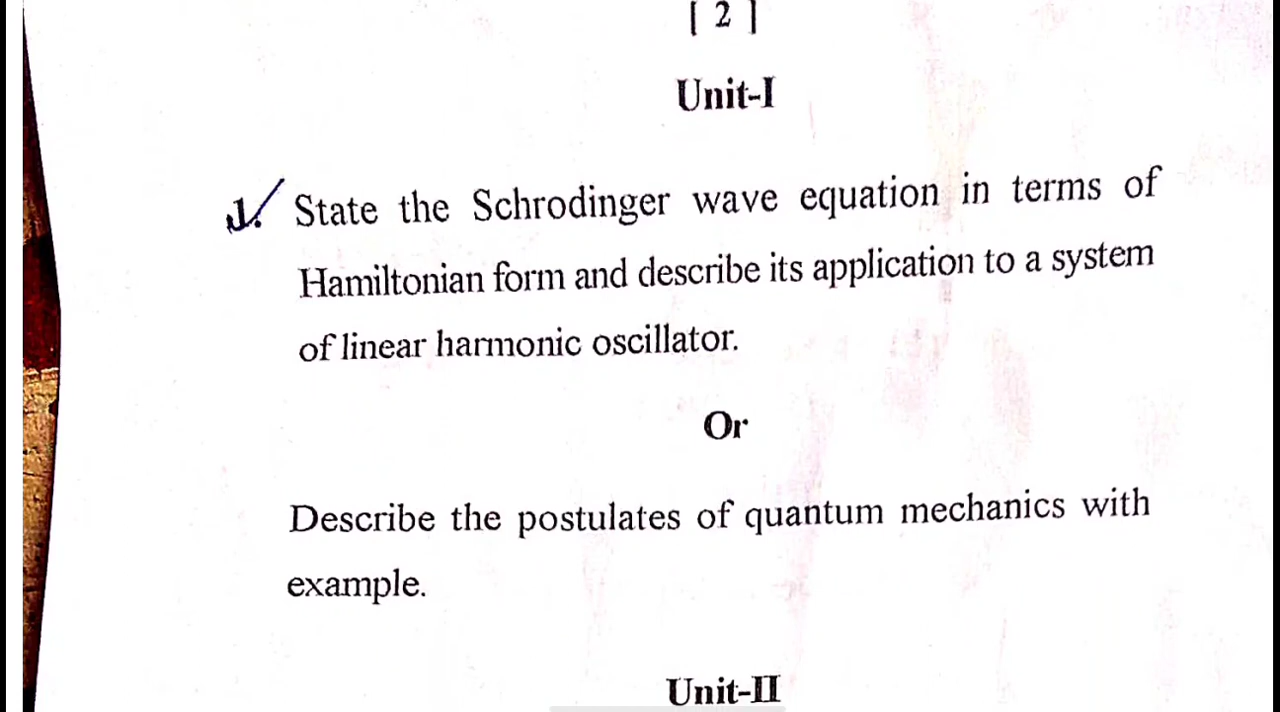 [ 2 ]
Unit-I
1. State the Schrodinger wave equation in terms of
Hamiltonian form and describe its application to a system
of linear harmonic oscillator.
Or
Describe the postulates of quantum mechanics with
example.
Unit-II